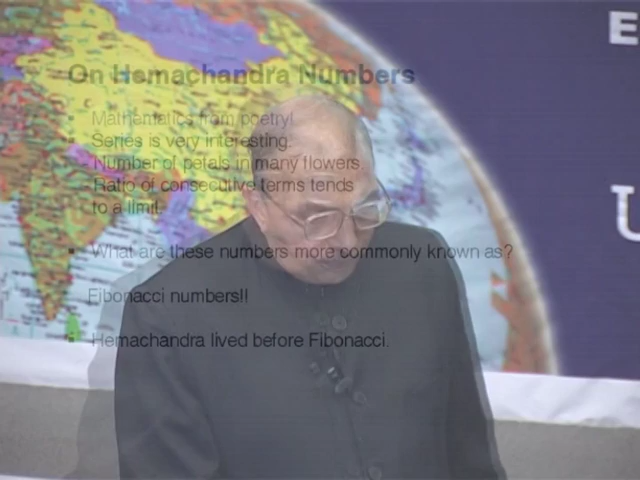 E
U
On Hemachandra Numbers
Mathematics from poetry!
Series is very interesting.
Number of petals in many flowers.
Ratio of consecutive terms tends
to a limit.
What are these numbers more commonly known as?
Fibonacci numbers!!
Hemachandra lived before Fibonacci.